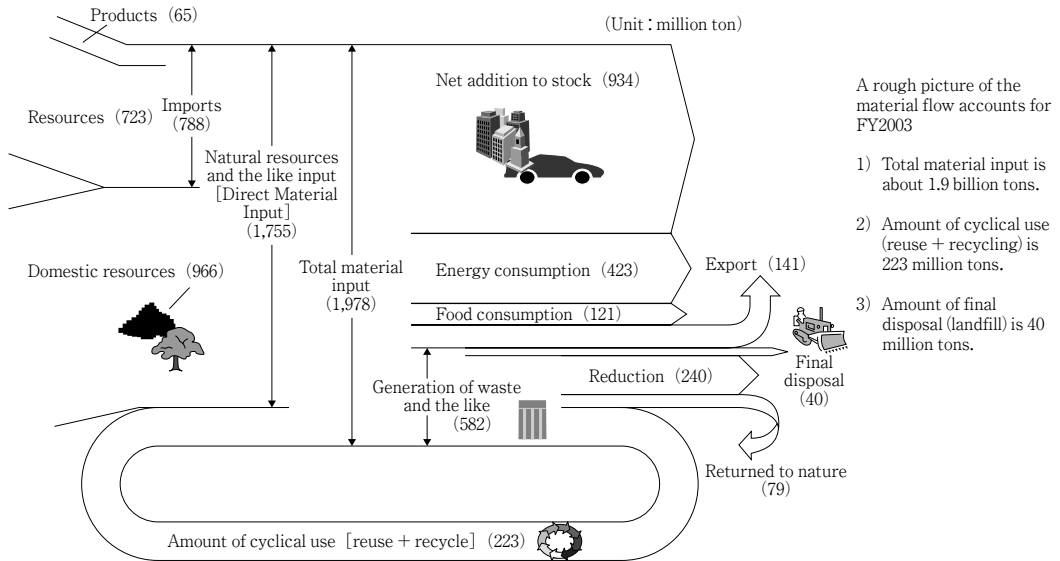 Products (65)
(Unit : million ton)
Net addition to stock (934)
Resources (723)
Imports
(788)
Natural resources
and the like input
[Direct Material
Input]
(1,755)
Domestic resources (966)
Total material
input
(1,978)
Energy consumption (423)
Food consumption (121)
Export (141)
Generation of waste
and the like
(582)
Reduction (240)
Final
disposal
(40)
Returned to nature
(79)
Amount of cyclical use [reuse + recycle] (223)
A rough picture of the
material flow accounts for
FY2003
1) Total material input is
about 1.9 billion tons.
2) Amount of cyclical use
(reuse + recycling) is
223 million tons.
3) Amount of final
disposal (landfill) is 40
million tons.